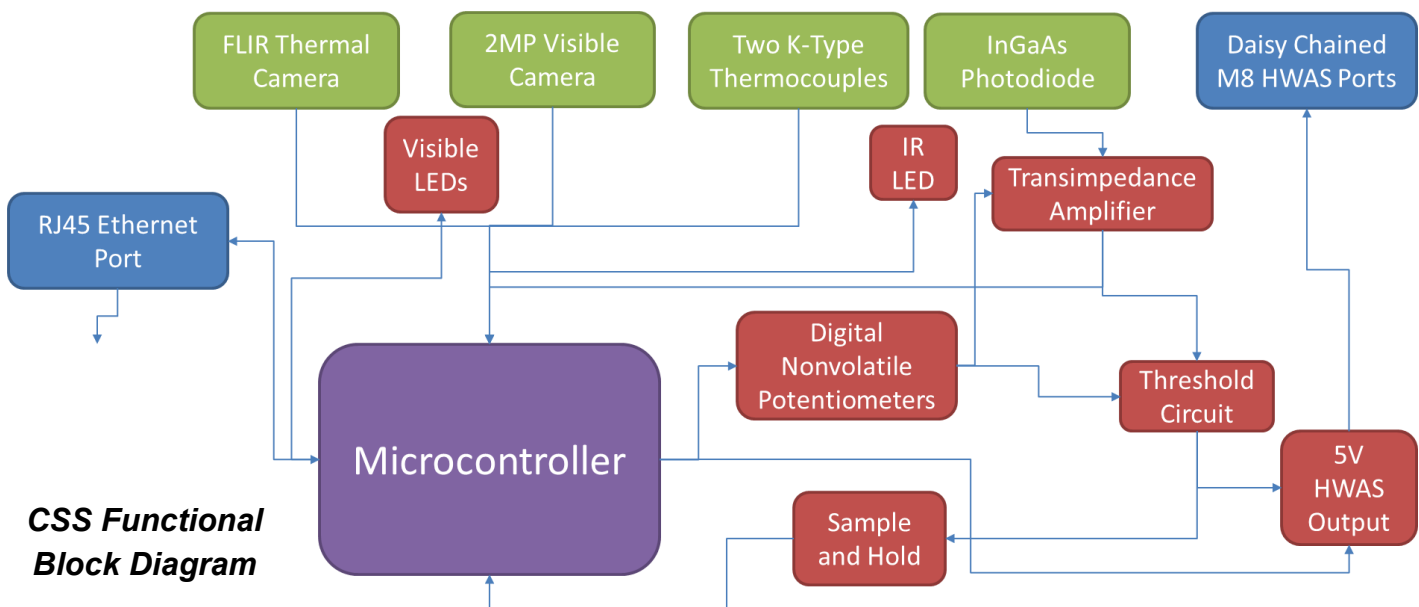 FLIR Thermal
Camera
2MP Visible
Camera
Two K-Type
Thermocouples
InGaAs
Photodiode
Daisy Chained
M8 HWAS Ports
Visible
LEDs
IR
LED
Transimpedance
Amplifier
RJ45 Ethernet
Port
Digital
Nonvolatile
Potentiometers
Threshold
Circuit
Microcontroller
5V
HWAS
Output
Sample
and Hold
CSS Functional
Block Diagram